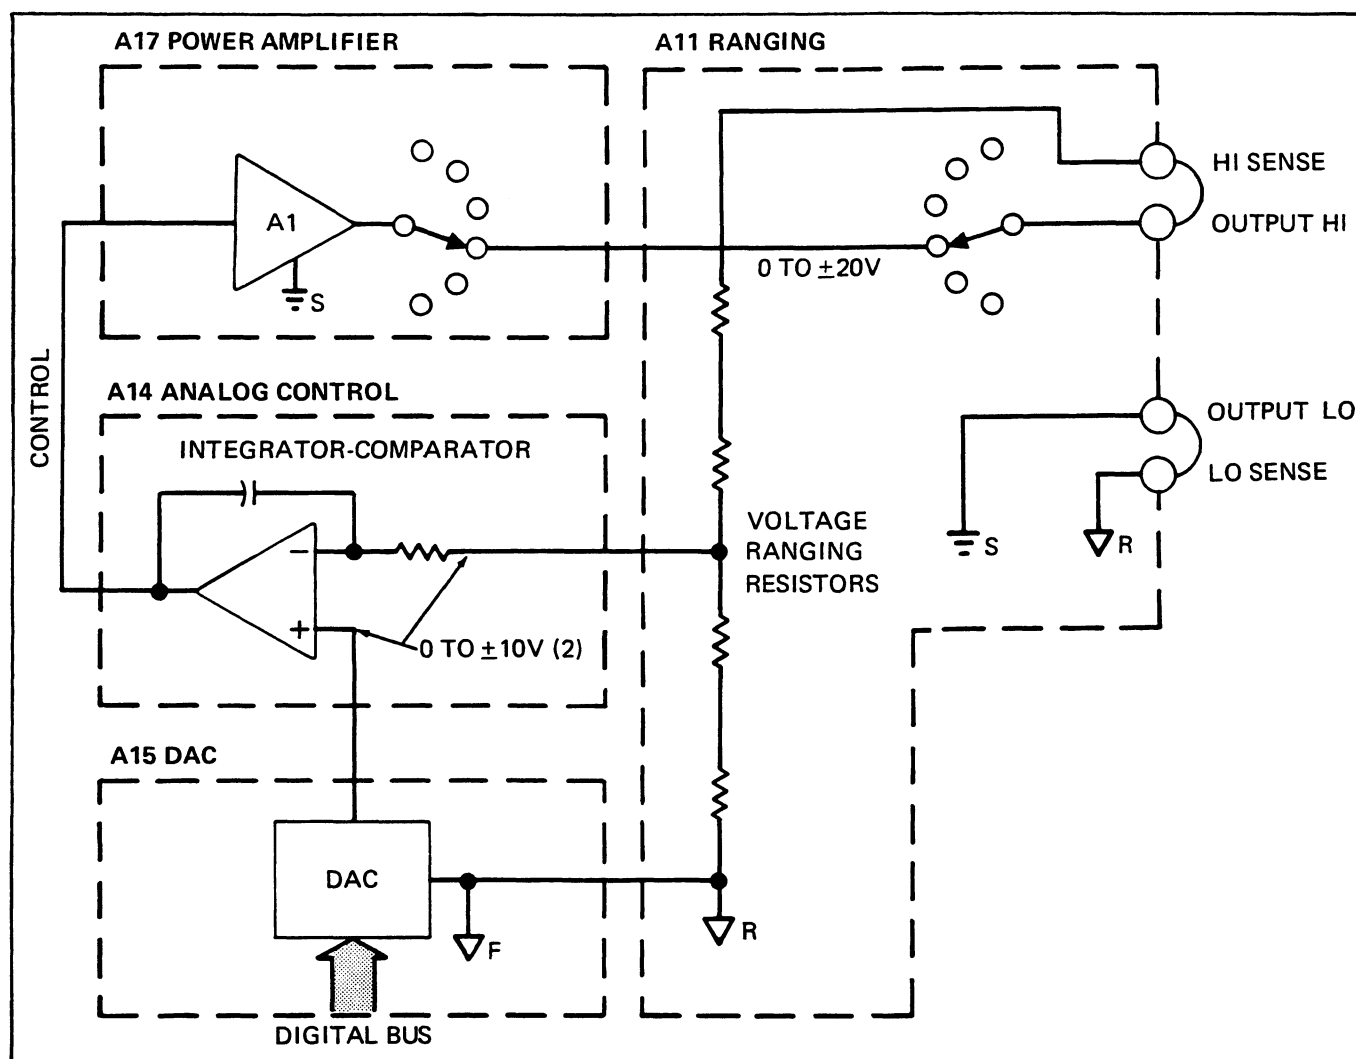 A17 POWER AMPLIFIER
A11 RANGING
HI SENSE
A1
OUTPUT HI
0 TO ±20V
S
CONTROL
A14 ANALOG CONTROL
OUTPUT LO
INTEGRATOR-COMPARATOR
LO SENSE
VOLTAGE
RANGING
RESISTORS
S
R
−
+
0 TO ±10V (2)
A15 DAC
DAC
R
F
DIGITAL BUS